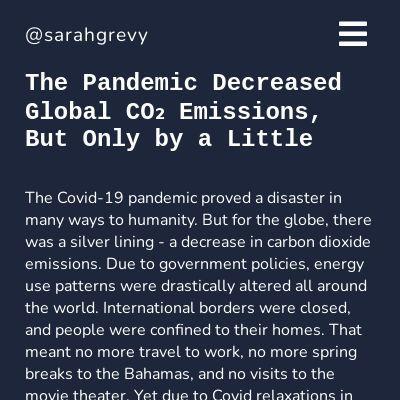 @sarahgrevy
The Pandemic Decreased
Global CO₂ Emissions,
But Only by a Little
The Covid-19 pandemic proved a disaster in
many ways to humanity. But for the globe, there
was a silver lining - a decrease in carbon dioxide
emissions. Due to government policies, energy
use patterns were drastically altered all around
the world. International borders were closed,
and people were confined to their homes. That
meant no more travel to work, no more spring
breaks to the Bahamas, and no visits to the
movie theater. Yet due to Covid relaxations in